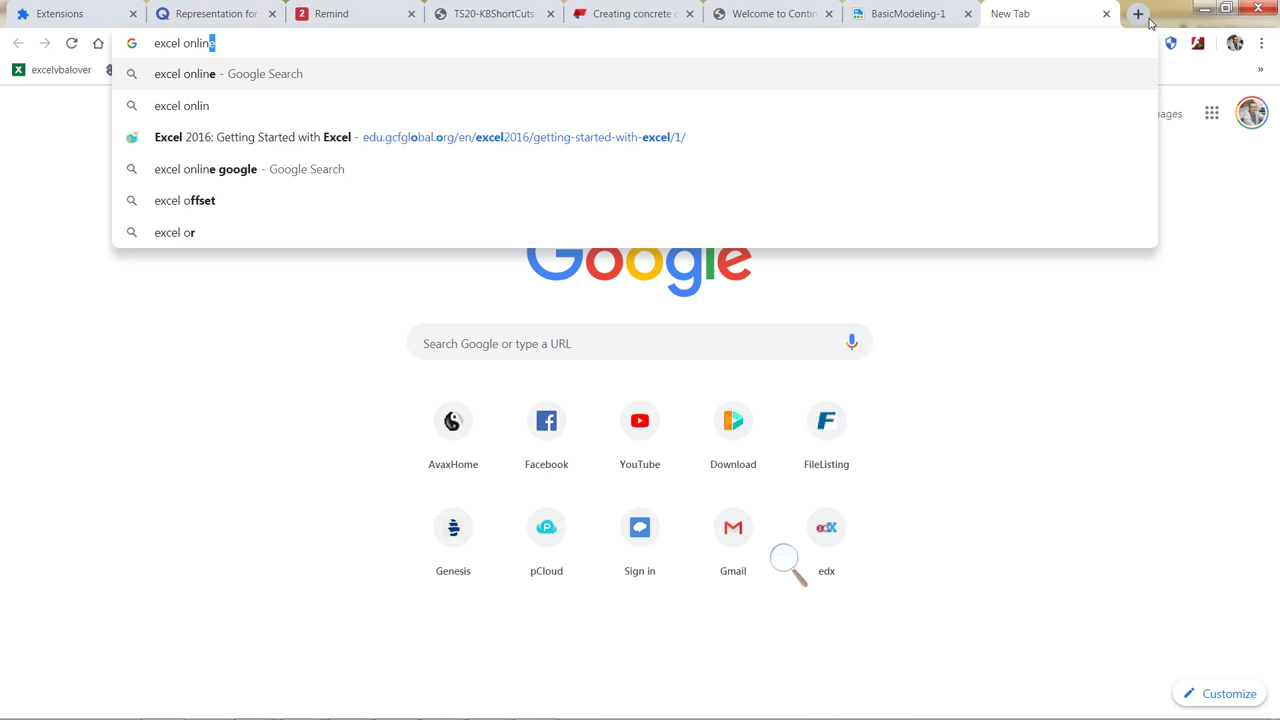 Extensions
Representation for
Remind
TS20-KBShortCuts-
Creating concrete c
Welcome to Contin
BasicModeling-1
New Tab
excel online
excelvbalover
excel online - Google Search
excel onlin
Excel 2016: Getting Started with Excel - edu.gcfglobal.org/en/excel2016/getting-started-with-excel/1/
excel online google - Google Search
excel offset
excel or
ages
Google
Search Google or type a URL
AvaxHome
Facebook
YouTube
Download
FileListing
Genesis
pCloud
Sign in
Gmail
edx
Customize